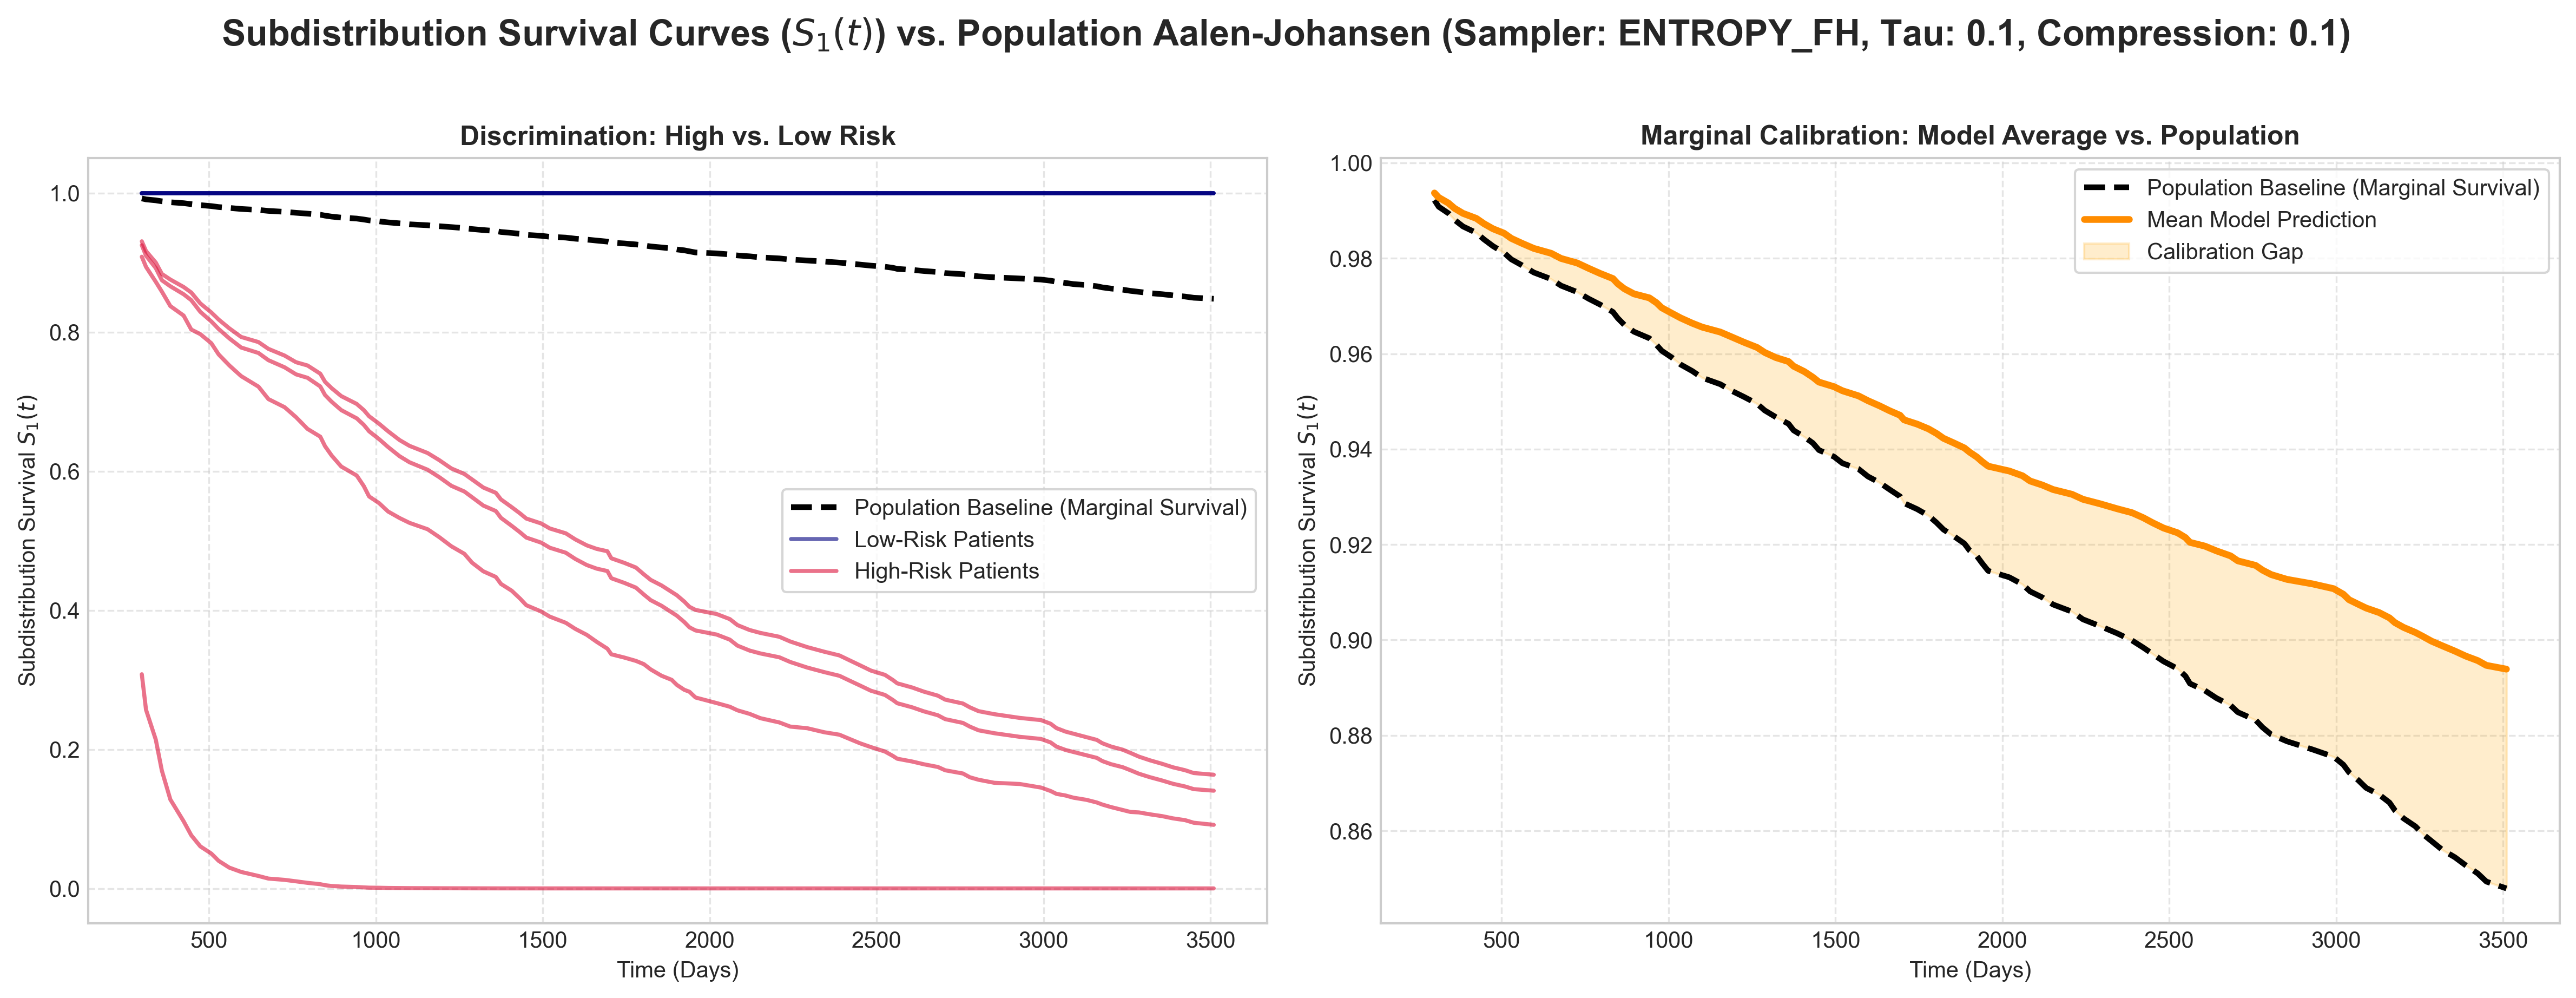 Subdistribution Survival Curves (S₁(t)) vs. Population Aalen-Johansen (Sampler: ENTROPY_FH, Tau: 0.1, Compression: 0.1)
Discrimination: High vs. Low Risk
Subdistribution Survival S₁(t)
1.0
0.8
0.6
0.4
0.2
0.0
Population Baseline (Marginal Survival)
Low-Risk Patients
High-Risk Patients
500 1000 1500 2000 2500 3000 3500
Time (Days)
Marginal Calibration: Model Average vs. Population
Subdistribution Survival S₁(t)
1.00
0.98
0.96
0.94
0.92
0.90
0.88
0.86
Population Baseline (Marginal Survival)
Mean Model Prediction
Calibration Gap
500 1000 1500 2000 2500 3000 3500
Time (Days)